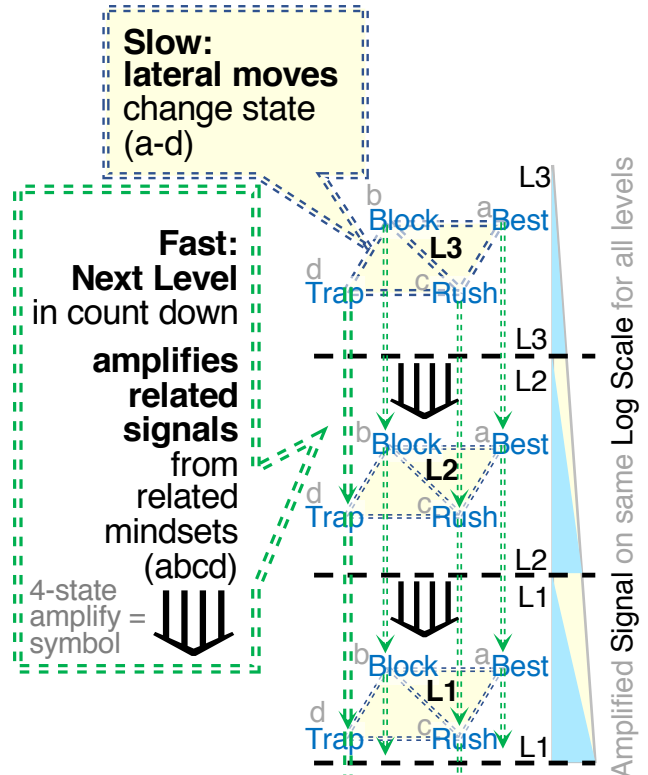 Slow:
lateral moves
change state
(a-d)
Fast:
Next Level
in count down
amplifies
related
signals
from
related
mindsets
(abcd)
4-state
amplify =
symbol
L3
b
a
Block
Best
L3
d
c
Trap
Rush
L3
L2
b
a
Block
Best
L2
d
c
Trap
Rush
L2
L1
b
a
Block
Best
L1
d
c
Trap
Rush
L1
Amplified Signal on same Log Scale for all levels